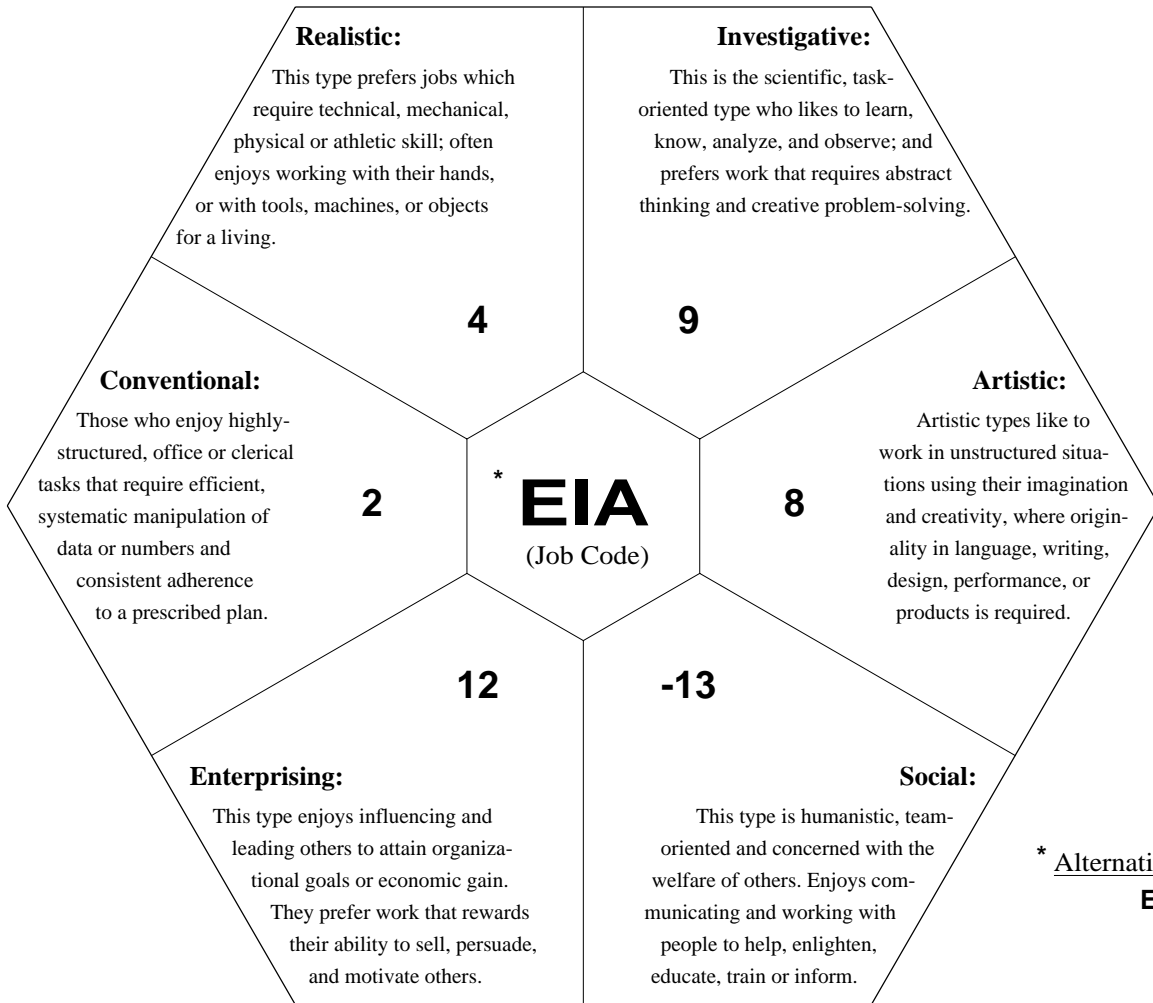 Realistic:
This type prefers jobs which
require technical, mechanical,
physical or athletic skill; often
enjoys working with their hands,
or with tools, machines, or objects
for a living.
4
Investigative:
This is the scientific, task-
oriented type who likes to learn,
know, analyze, and observe; and
prefers work that requires abstract
thinking and creative problem-solving.
9
Conventional:
Those who enjoy highly-
structured, office or clerical
tasks that require efficient,
systematic manipulation of
data or numbers and
consistent adherence
to a prescribed plan.
2
* EIA
(Job Code)
8
Artistic:
Artistic types like to
work in unstructured situa-
tions using their imagination
and creativity, where origin-
ality in language, writing,
design, performance, or
products is required.
12
Enterprising:
This type enjoys influencing and
leading others to attain organiza-
tional goals or economic gain.
They prefer work that rewards
their ability to sell, persuade,
and motivate others.
-13
Social:
This type is humanistic, team-
oriented and concerned with the
welfare of others. Enjoys com-
municating and working with
people to help, enlighten,
educate, train or inform.
* Alternati
E